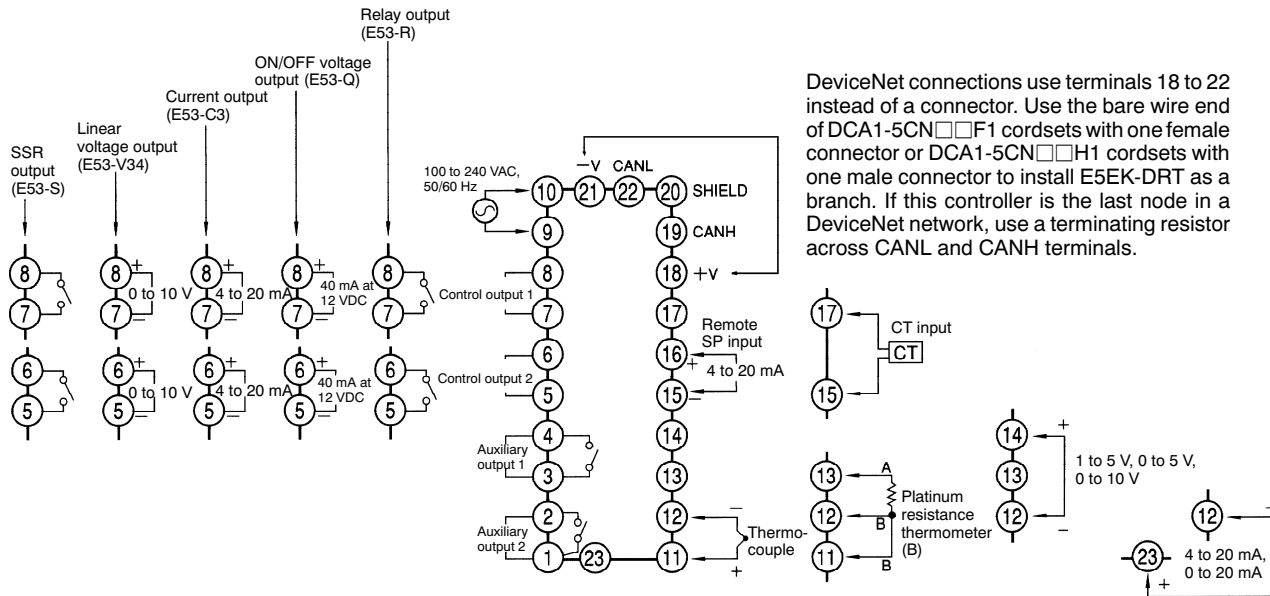 Relay output
(E53-R)
ON/OFF voltage
output (E53-Q)
Current output
(E53-C3)
Linear
voltage output
(E53-V34)
SSR
output
(E53-S)
DeviceNet connections use terminals 18 to 22
instead of a connector. Use the bare wire end
of DCA1-5CN□□F1 cordsets with one female
connector or DCA1-5CN□□H1 cordsets with
one male connector to install E5EK-DRT as a
branch. If this controller is the last node in a
DeviceNet network, use a terminating resistor
across CANL and CANH terminals.
8 7 + − 0 to 10 V
8 7 + − 4 to 20 mA
8 7 + − 40 mA at
12 VDC
8 7
8 7
6 5
6 5 + − 0 to 10 V
6 5 + − 4 to 20 mA
6 5 + − 40 mA at
12 VDC
6 5
100 to 240 VAC,
50/60 Hz
−V CANL
10 21 22 20 SHIELD
9 19 CANH
8 18 +V
Control output 1
7 17
6 16 +
Remote
SP input
4 to 20 mA
Control output 2
5 15 −
4 14
Auxiliary
output 1
3 13
2 12 −
Thermo-
couple
Auxiliary
output 2
1 23 11 +
17
CT input
CT
15
13 A
12 B
11 B
Platinum
resistance
thermometer
(B)
14 +
13
12 −
1 to 5 V, 0 to 5 V,
0 to 10 V
12 −
23 +
4 to 20 mA,
0 to 20 mA